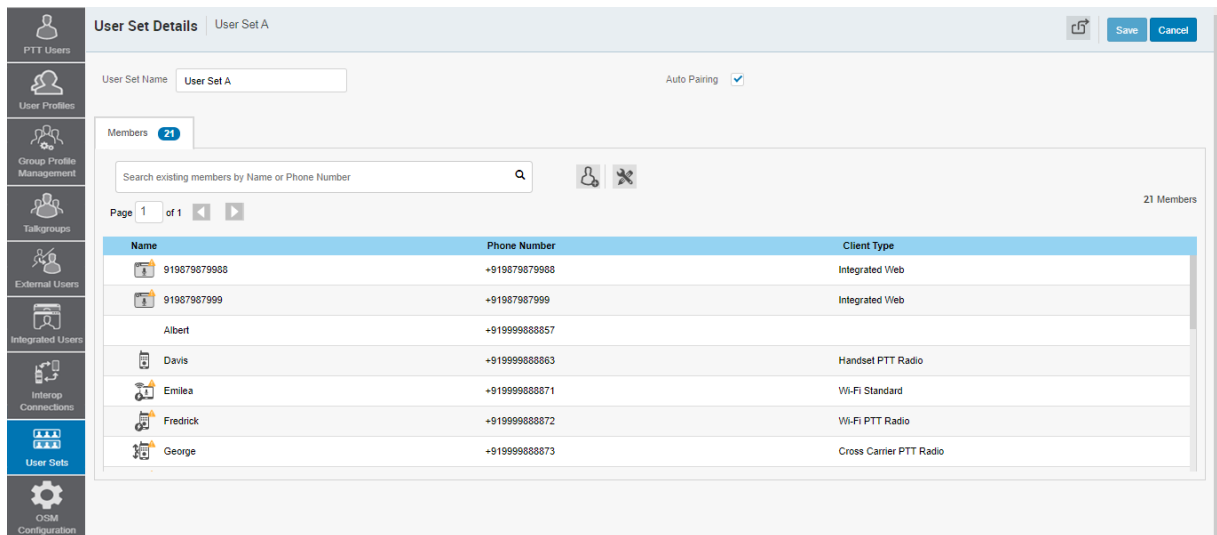 PTT Users
User Profiles
Group Profile
Management
Talkgroups
External Users
Integrated Users
Interop
Connections
User Sets
OSM
Configuration
User Set Details User Set A
Save Cancel
User Set Name User Set A Auto Pairing
Members 21
Search existing members by Name or Phone Number
21 Members
Page 1 of 1
Name Phone Number Client Type
919879879988 +919879879988 Integrated Web
91987987999 +91987987999 Integrated Web
Albert +919999888857
Davis +919999888863 Handset PTT Radio
Emilea +919999888871 Wi-Fi Standard
Fredrick +919999888872 Wi-Fi PTT Radio
George +919999888873 Cross Carrier PTT Radio